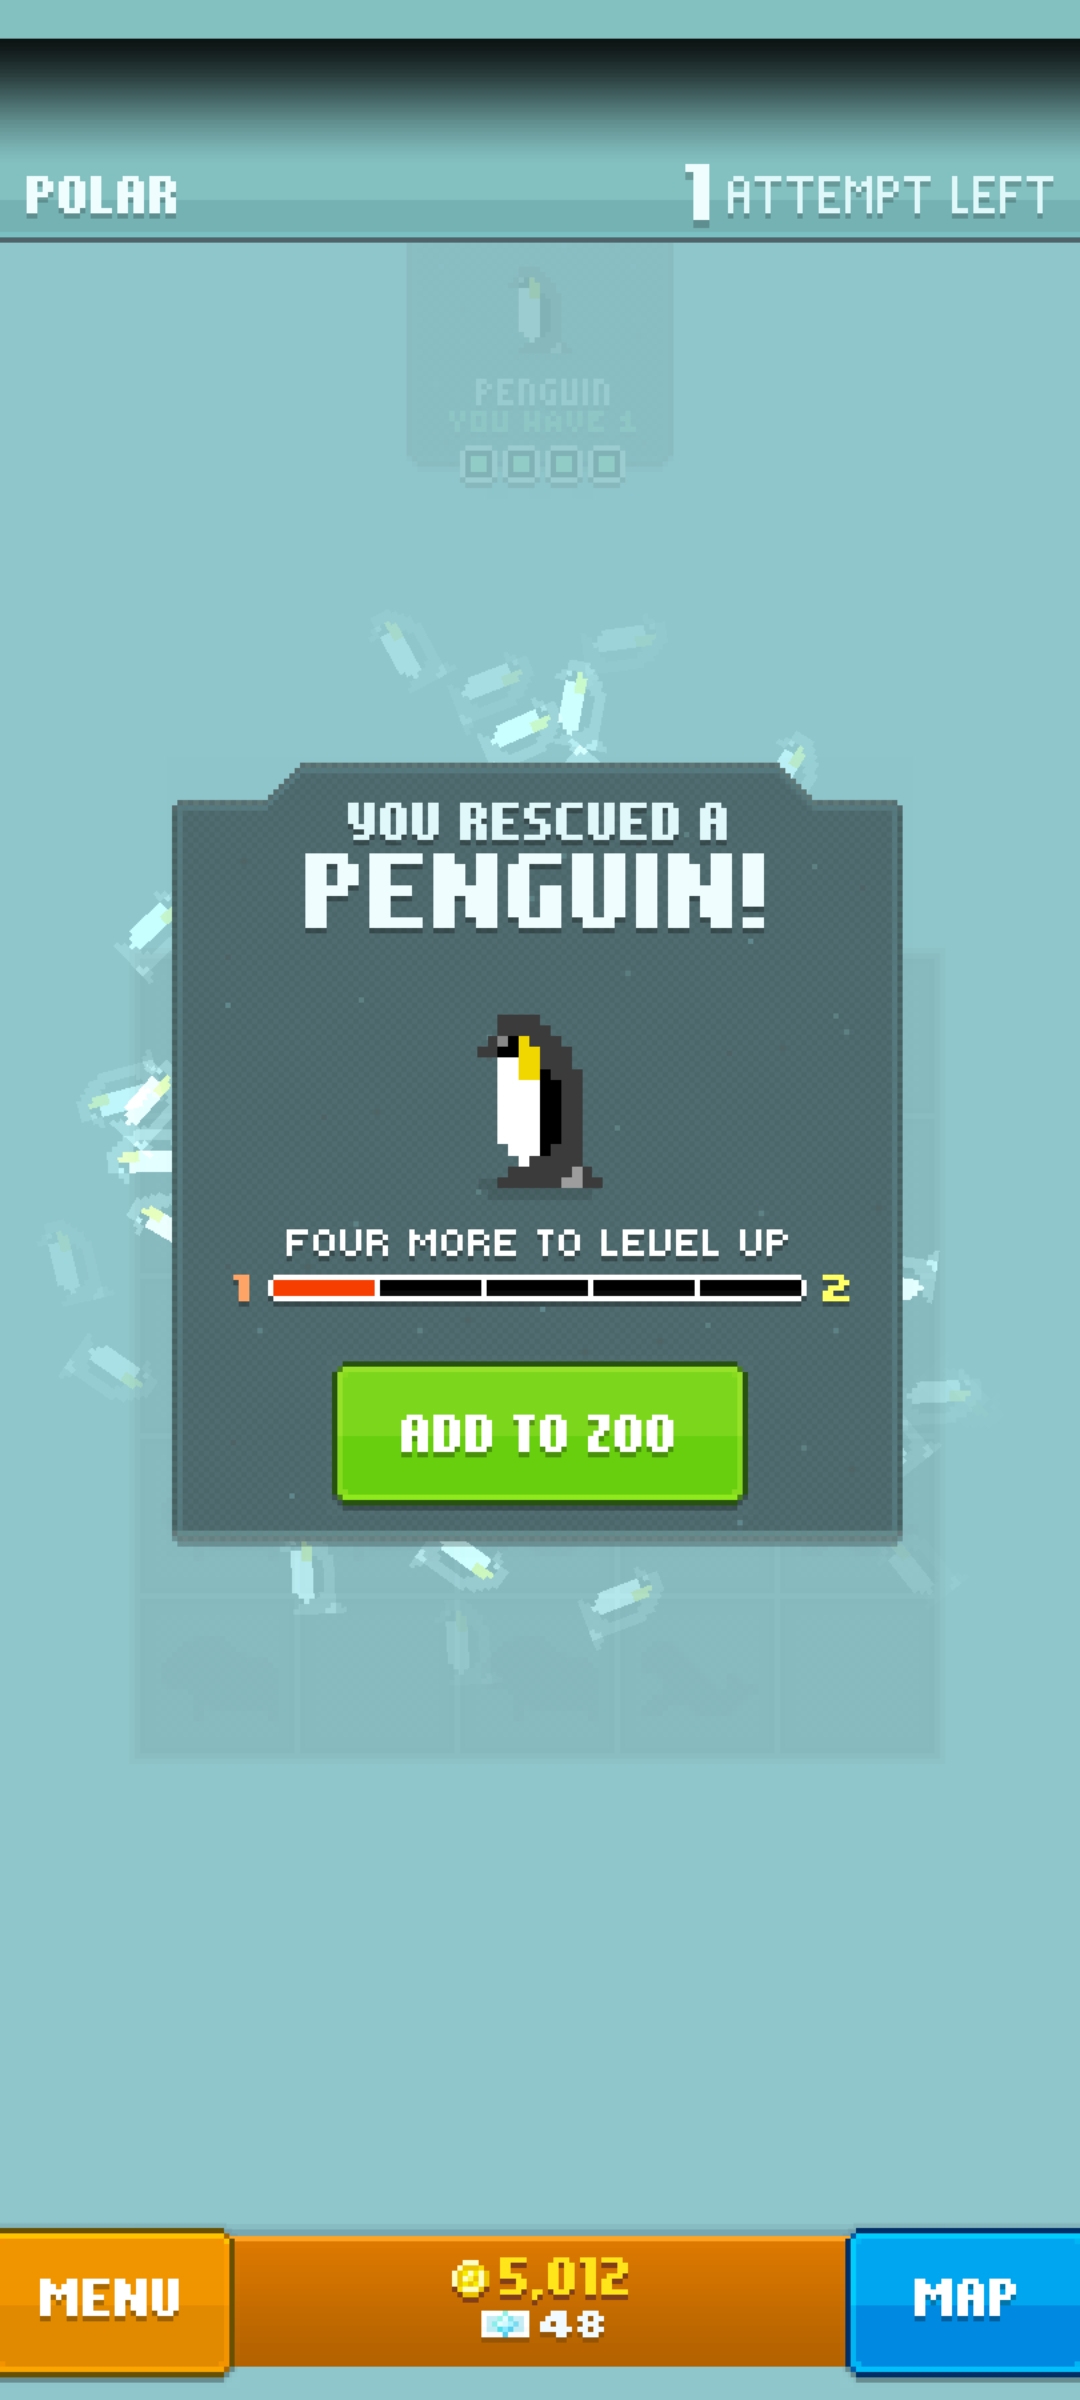 POLAR
1 ATTEMPT LEFT
PENGUIN
YOU HAVE 1
YOU RESCUED A
PENGUIN!
FOUR MORE TO LEVEL UP
1 2
ADD TO ZOO
MENU
5,012
48
MAP